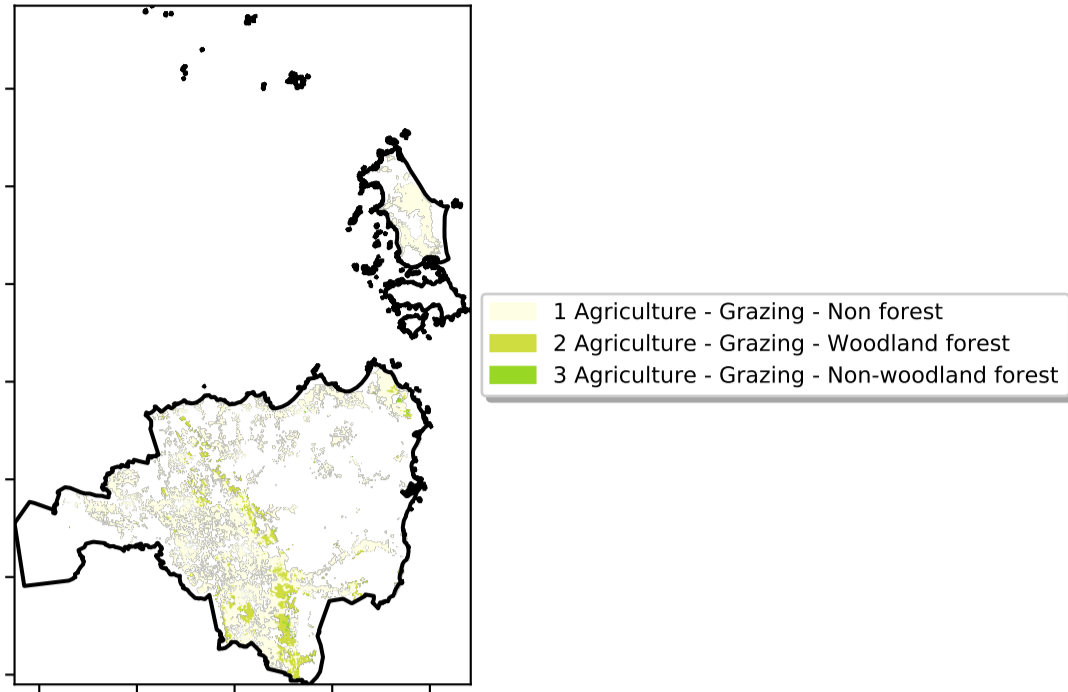 1 Agriculture - Grazing - Non forest
2 Agriculture - Grazing - Woodland forest
3 Agriculture - Grazing - Non-woodland forest